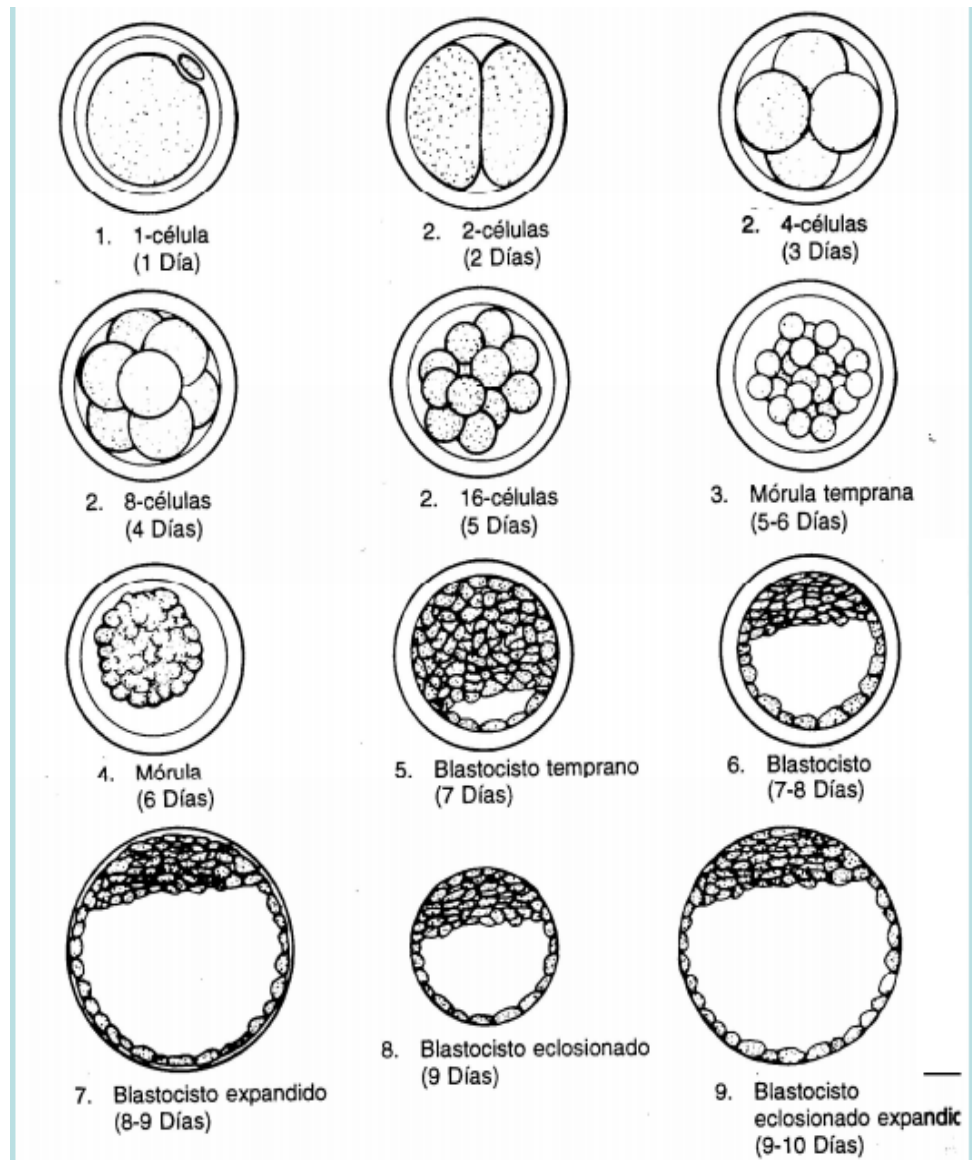 1. 1-célula
(1 Día)
2. 2-células
(2 Días)
2. 4-células
(3 Días)
2. 8-células
(4 Días)
2. 16-células
(5 Días)
3. Mórula temprana
(5-6 Días)
4. Mórula
(6 Días)
5. Blastocisto temprano
(7 Días)
6. Blastocisto
(7-8 Días)
7. Blastocisto expandido
(8-9 Días)
8. Blastocisto eclosionado
(9 Días)
9. Blastocisto
eclosionado expandic
(9-10 Días)